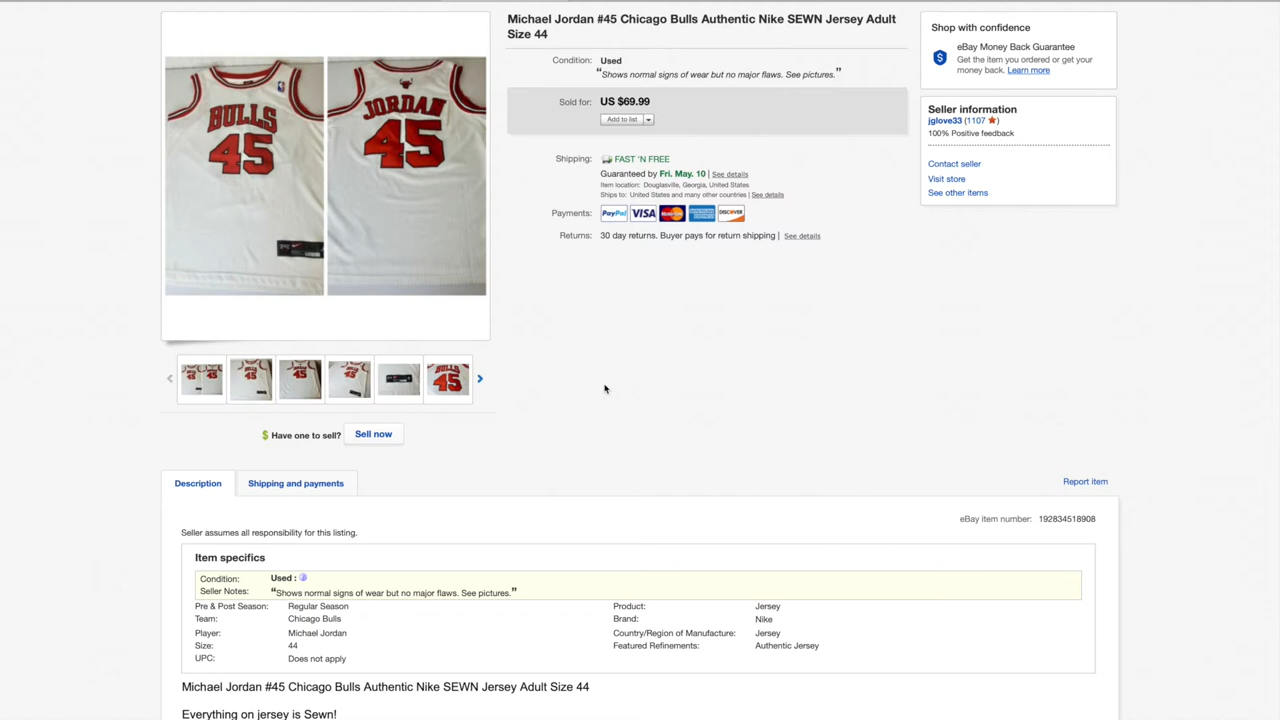 Michael Jordan #45 Chicago Bulls Authentic Nike SEWN Jersey Adult
Size 44
Condition: Used
“Shows normal signs of wear but no major flaws. See pictures.”
Sold for: US $69.99
Add to list
Shipping: FAST 'N FREE
Guaranteed by Fri. May. 10 | See details
Item location: Douglasville, Georgia, United States
Ships to: United States and many other countries | See details
Payments: PayPal VISA MasterCard AMERICAN EXPRESS DISCOVER
Returns: 30 day returns. Buyer pays for return shipping | See details
Shop with confidence
eBay Money Back Guarantee
Get the item you ordered or get your
money back. Learn more
Seller information
jglove33 (1107 ★)
100% Positive feedback
Contact seller
Visit store
See other items
BULLS
45
JORDAN
45
Have one to sell? Sell now
Description Shipping and payments
Report item
eBay item number: 192834518908
Seller assumes all responsibility for this listing.
Item specifics
Condition: Used :
Seller Notes: “Shows normal signs of wear but no major flaws. See pictures.”
Pre & Post Season: Regular Season Product: Jersey
Team: Chicago Bulls Brand: Nike
Player: Michael Jordan Country/Region of Manufacture: Jersey
Size: 44 Featured Refinements: Authentic Jersey
UPC: Does not apply
Michael Jordan #45 Chicago Bulls Authentic Nike SEWN Jersey Adult Size 44
Everything on jersey is Sewn!